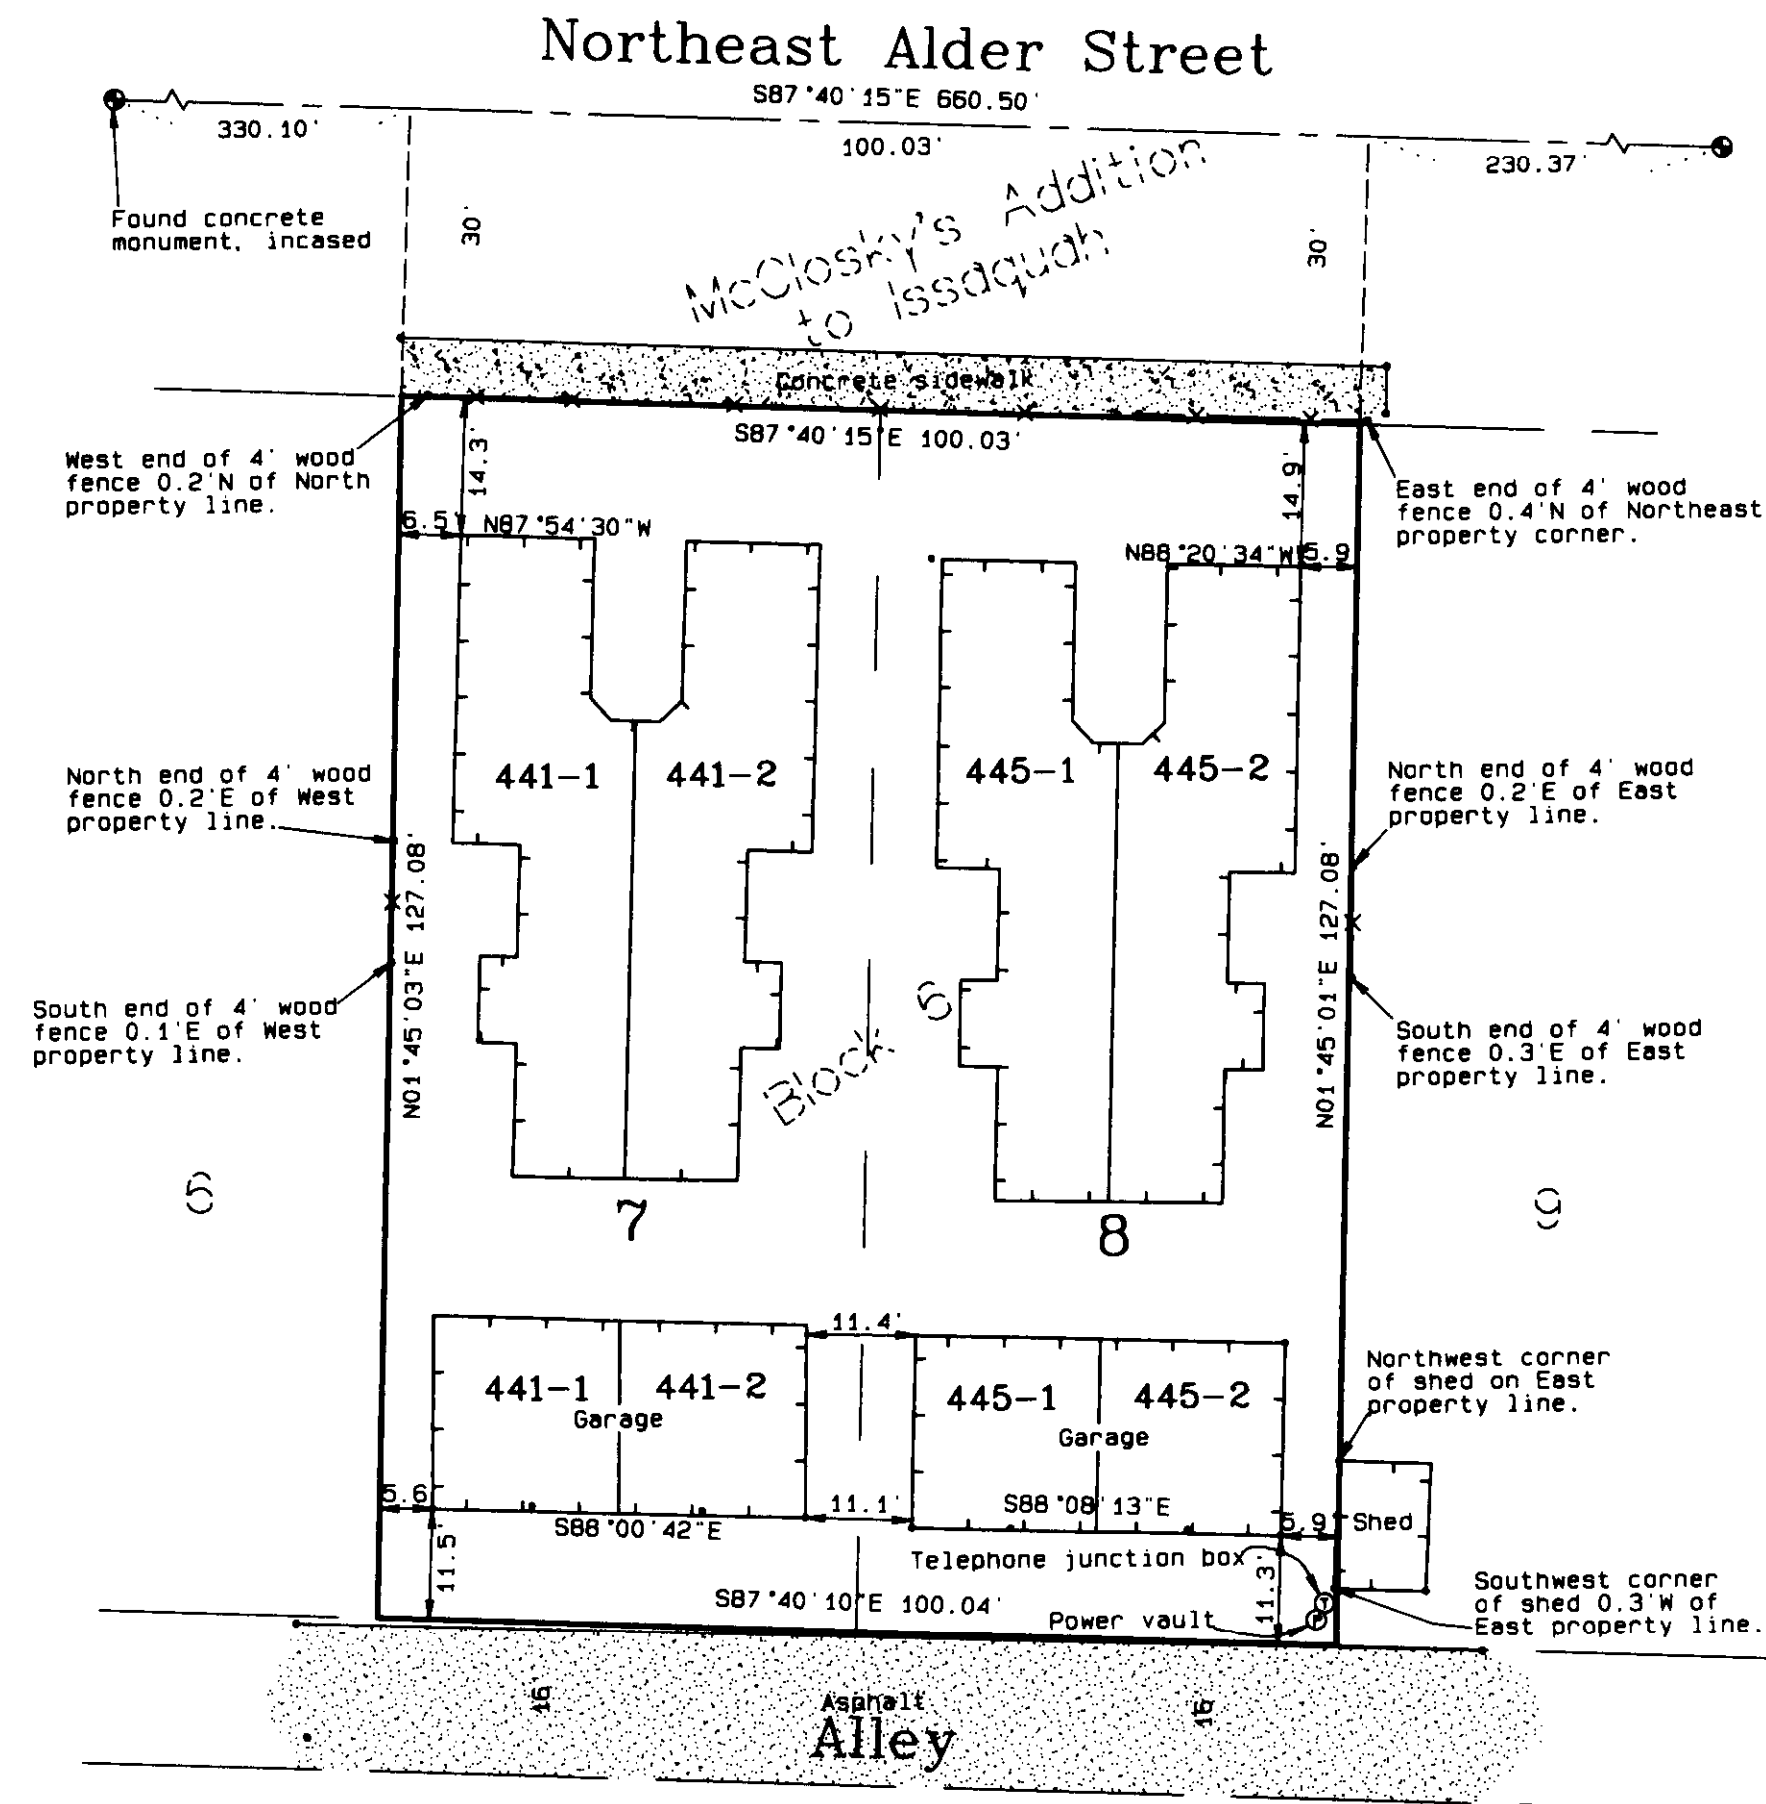 Northeast Alder Street
S87°40'15"E 660.50'
330.10'
100.03'
230.37'
Found concrete
monument, incased
30'
30'
McClosky's Addition
to Issaquah
Concrete sidewalk
S87°40'15"E 100.03'
West end of 4' wood
fence 0.2'N of North
property line.
14.3'
14.9'
East end of 4' wood
fence 0.4'N of Northeast
property corner.
6.5'
N87°54'30"W
N88°20'34"W
5.9
441-1
441-2
445-1
445-2
North end of 4' wood
fence 0.2'E of West
property line.
North end of 4' wood
fence 0.2'E of East
property line.
N01°45'03"E 127.08'
N01°45'01"E 127.08'
South end of 4' wood
fence 0.1'E of West
property line.
South end of 4' wood
fence 0.3'E of East
property line.
Block 6
6
7
8
9
11.4'
441-1
441-2
Garage
445-1
445-2
Garage
Northwest corner
of shed on East
property line.
5.6
11.1'
S88°00'42"E
S88°08'13"E
5.9'
Shed
11.5'
11.3'
Telephone junction box
T
S87°40'10"E 100.04'
Power vault
P
Southwest corner
of shed 0.3'W of
East property line.
16'
16'
Asphalt
Alley